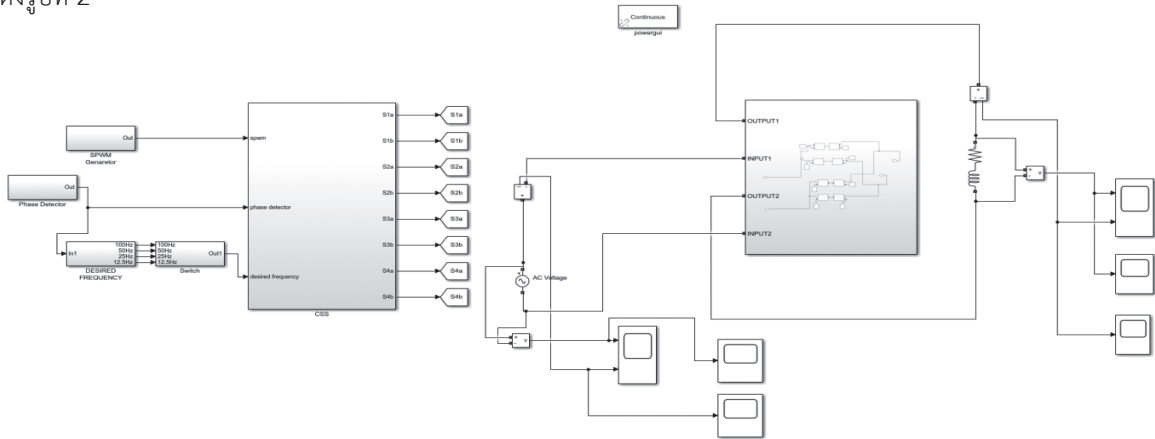 Continuous
powergui
Out
SPWM
Genaretor
Out
Phase Detector
In1
100Hz
50Hz
25Hz
12.5Hz
DESIRED
FREQUENCY
100Hz
50Hz
25Hz
12.5Hz
Out1
Switch
spwm
phase detector
desired frequency
S1a
S1b
S2a
S2b
S3a
S3b
S4a
S4b
CSS
S1a
S1b
S2a
S2b
S3a
S3b
S4a
S4b
AC Voltage
v
OUTPUT1
INPUT1
OUTPUT2
INPUT2
v